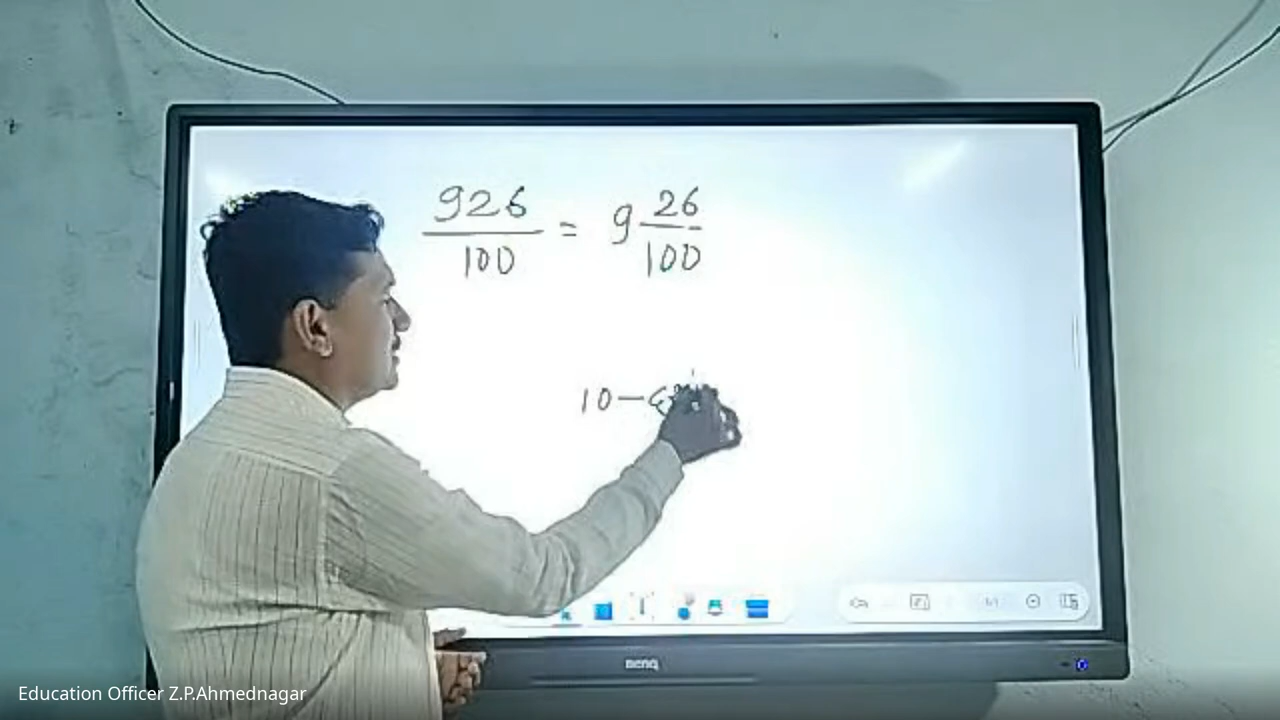 926/100 = 9 26/100
10 –
BenQ
Education Officer Z.P.Ahmednagar